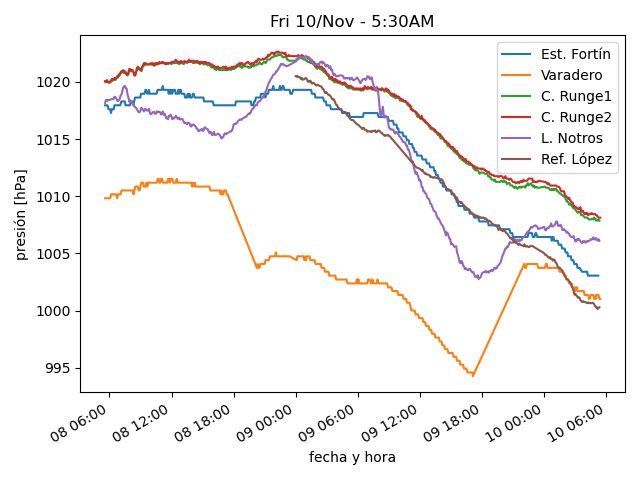 Fri 10/Nov - 5:30AM
Est. Fortín
Varadero
C. Runge1
C. Runge2
L. Notros
Ref. López
presión [hPa]
1020
1015
1010
1005
1000
995
08 06:00
08 12:00
08 18:00
09 00:00
09 06:00
09 12:00
09 18:00
10 00:00
10 06:00
fecha y hora